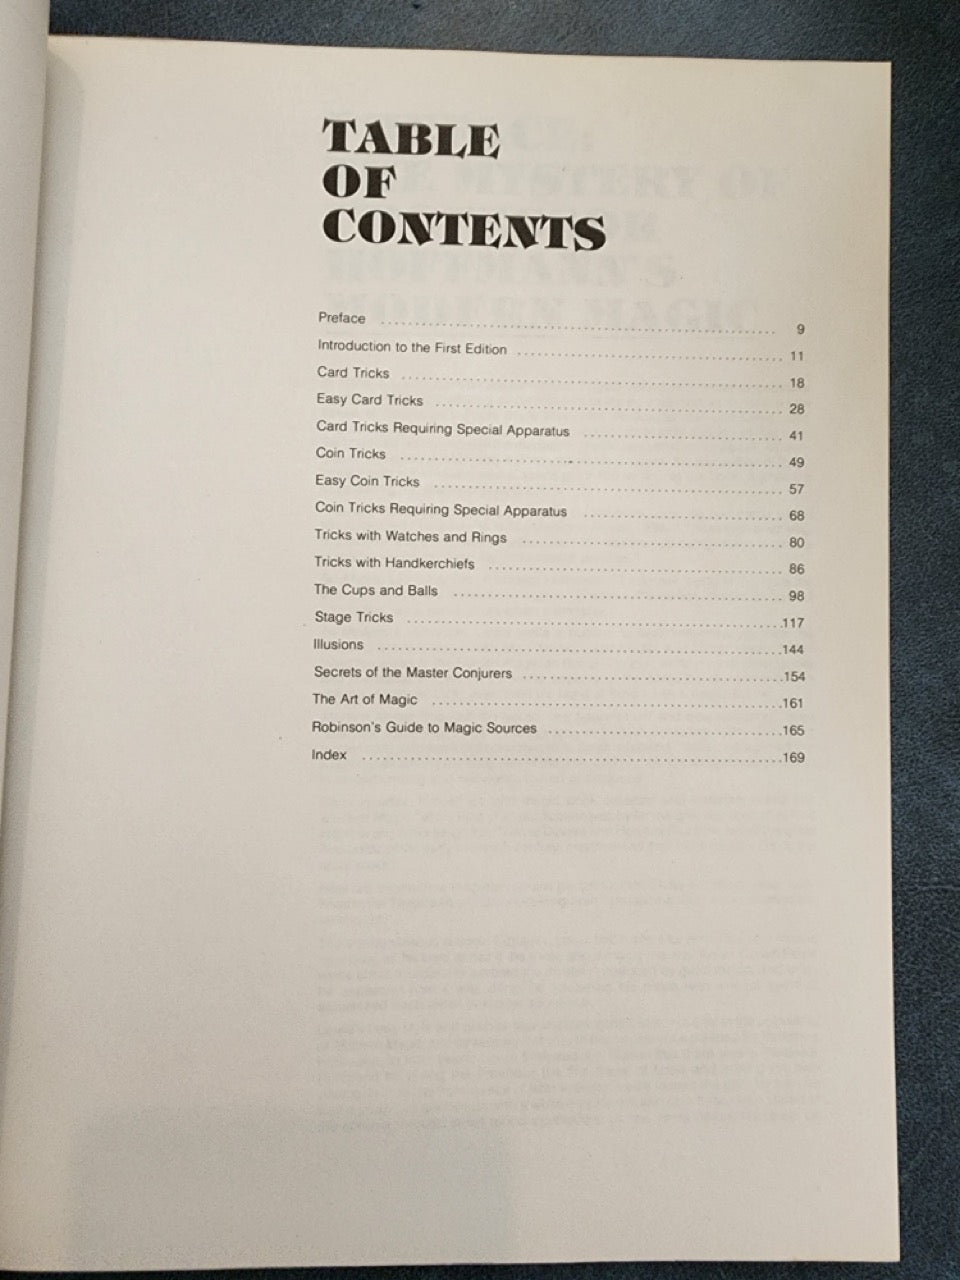 TABLE
OF
CONTENTS
Preface ........ 9
Introduction to the First Edition ........ 11
Card Tricks ........ 18
Easy Card Tricks ........ 28
Card Tricks Requiring Special Apparatus ........ 41
Coin Tricks ........ 49
Easy Coin Tricks ........ 57
Coin Tricks Requiring Special Apparatus ........ 68
Tricks with Watches and Rings ........ 80
Tricks with Handkerchiefs ........ 86
The Cups and Balls ........ 98
Stage Tricks ........ 117
Illusions ........ 144
Secrets of the Master Conjurers ........ 154
The Art of Magic ........ 161
Robinson's Guide to Magic Sources ........ 165
Index ........ 169